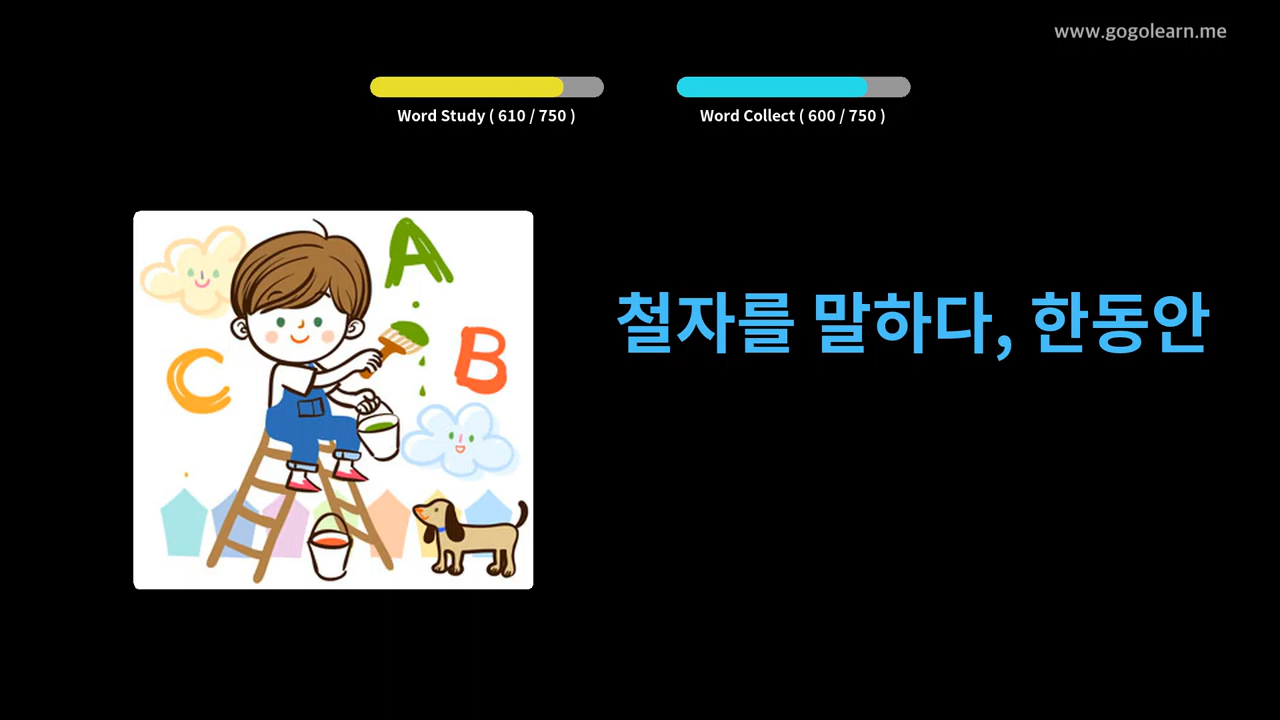 www.gogolearn.me
Word Study ( 610 / 750 )
Word Collect ( 600 / 750 )
A
B
C
철자를 말하다, 한동안